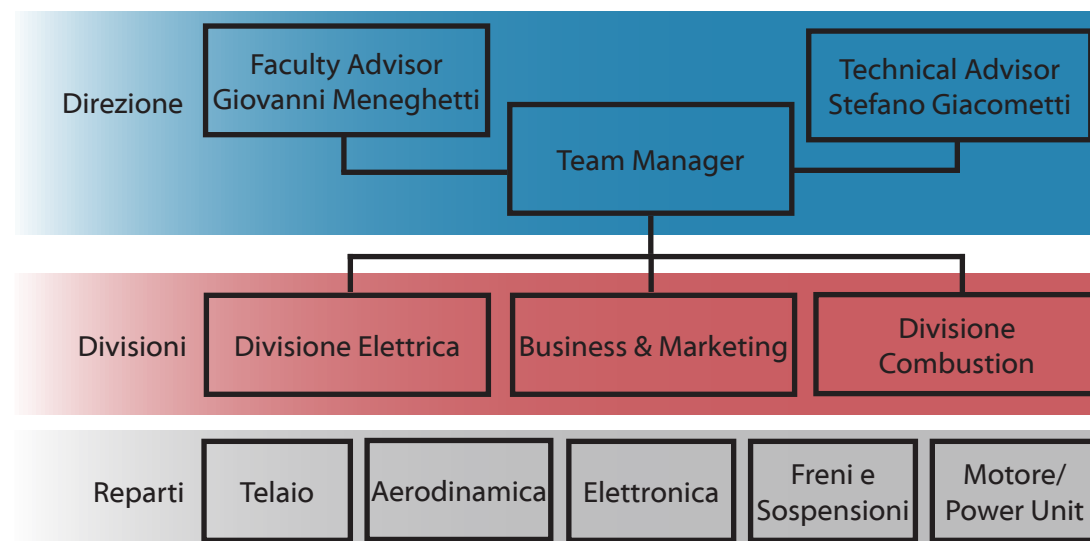 Direzione
Faculty Advisor
Giovanni Meneghetti
Technical Advisor
Stefano Giacometti
Team Manager
Divisioni
Divisione Elettrica
Business & Marketing
Divisione
Combustion
Reparti
Telaio
Aerodinamica
Elettronica
Freni e
Sospensioni
Motore/
Power Unit